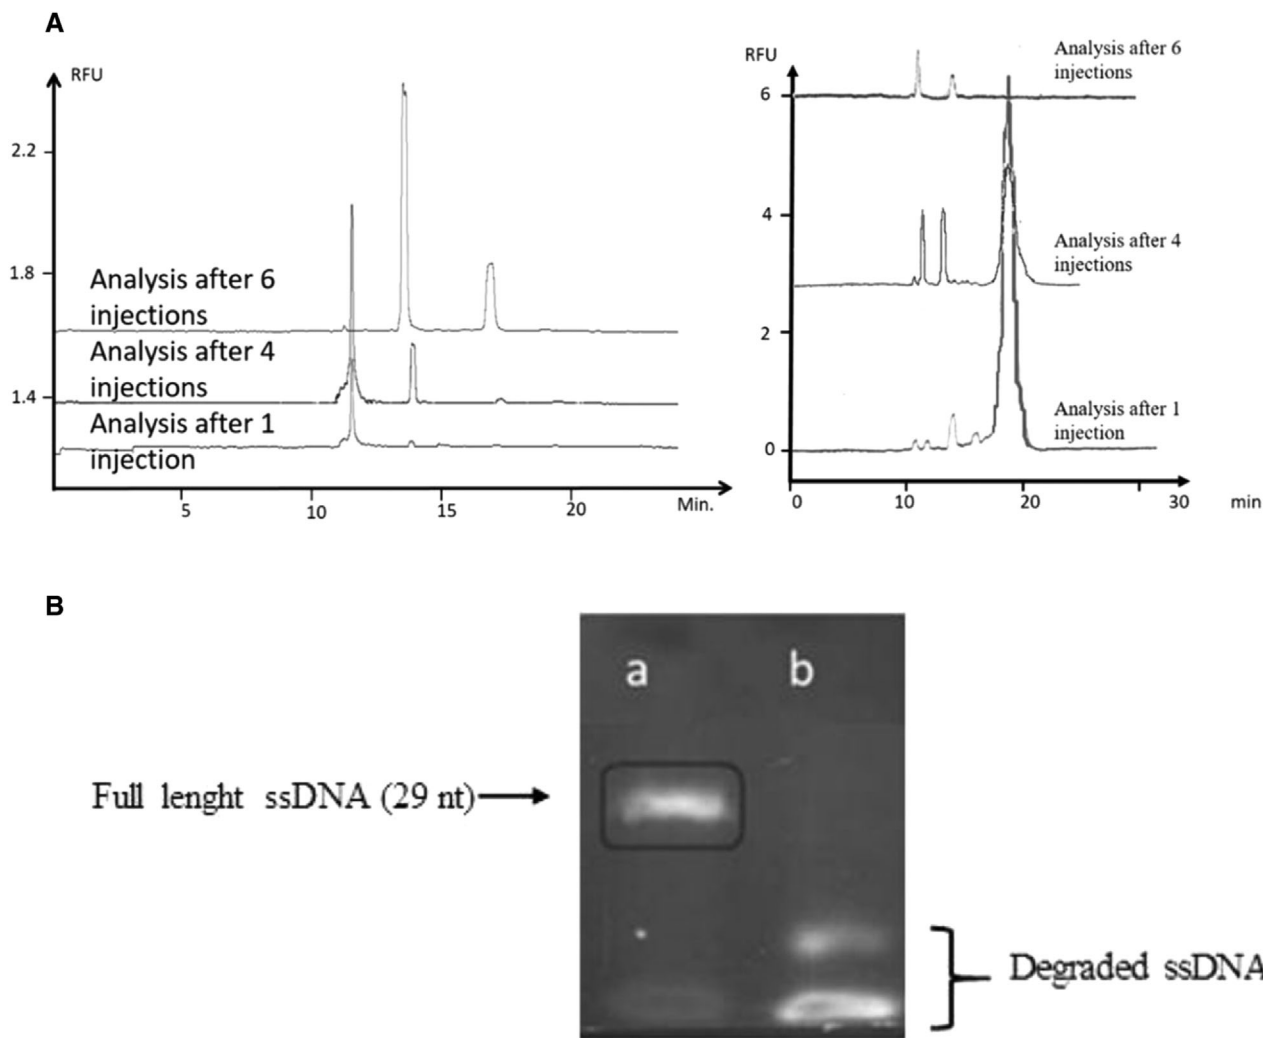 A
RFU
2.2
1.8
1.4
Analysis after 6
injections
Analysis after 4
injections
Analysis after 1
injection
5
10
15
20
Min.
RFU
6
4
2
0
Analysis after 6
injections
Analysis after 4
injections
Analysis after 1
injection
0
10
20
30
min
B
a
b
Full lenght ssDNA (29 nt)
Degraded ssDNA